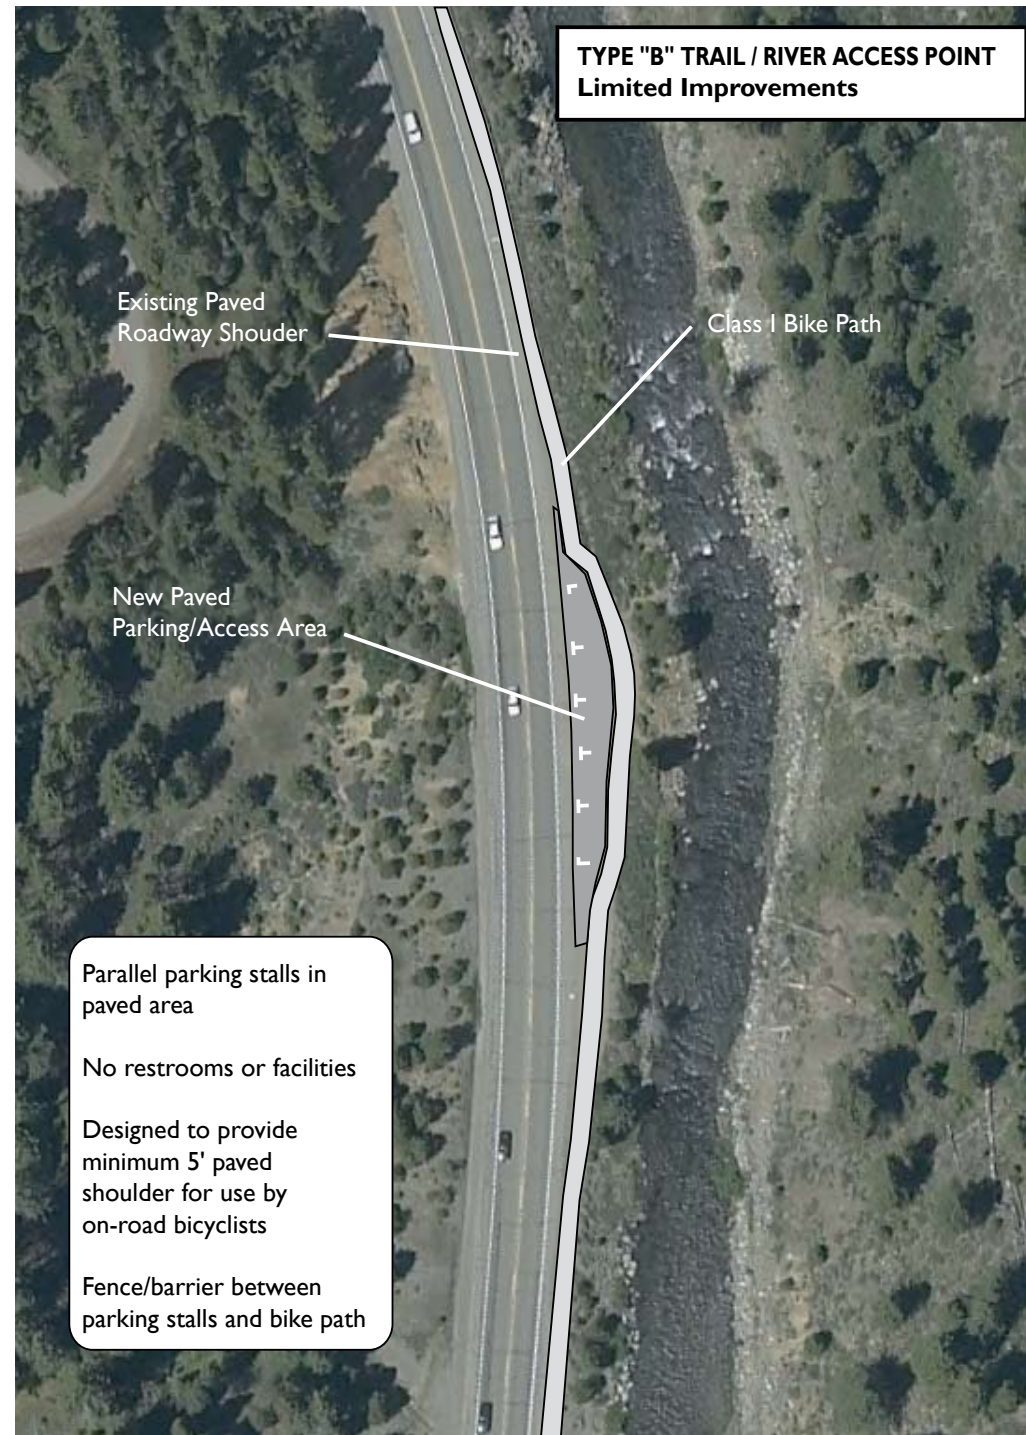 TYPE "B" TRAIL / RIVER ACCESS POINT
Limited Improvements
Existing Paved
Roadway Shouder
Class I Bike Path
New Paved
Parking/Access Area
Parallel parking stalls in
paved area
No restrooms or facilities
Designed to provide
minimum 5' paved
shoulder for use by
on-road bicyclists
Fence/barrier between
parking stalls and bike path